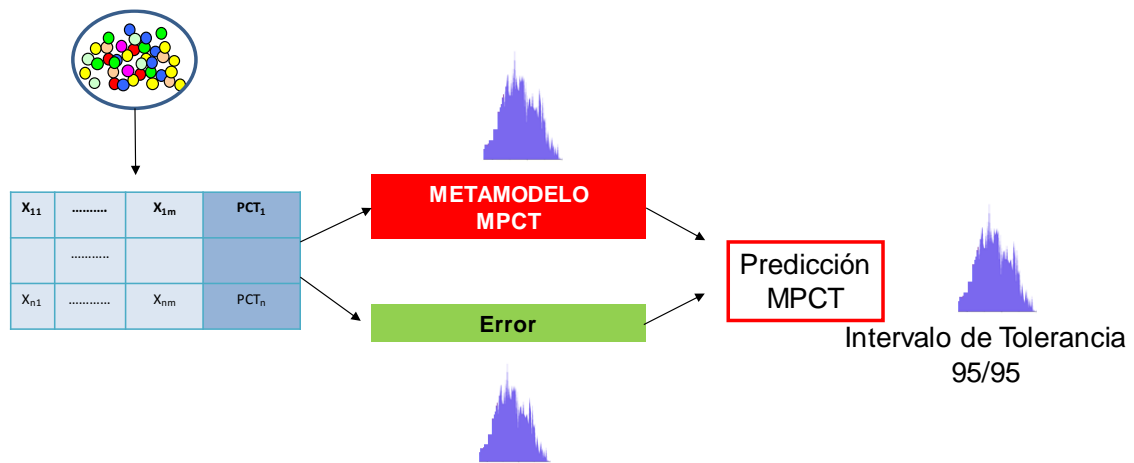 X11 .......... X1m PCT1
...........
Xn1 ............ Xnm PCTn
METAMODELO
MPCT
Error
Predicción
MPCT
Intervalo de Tolerancia
95/95